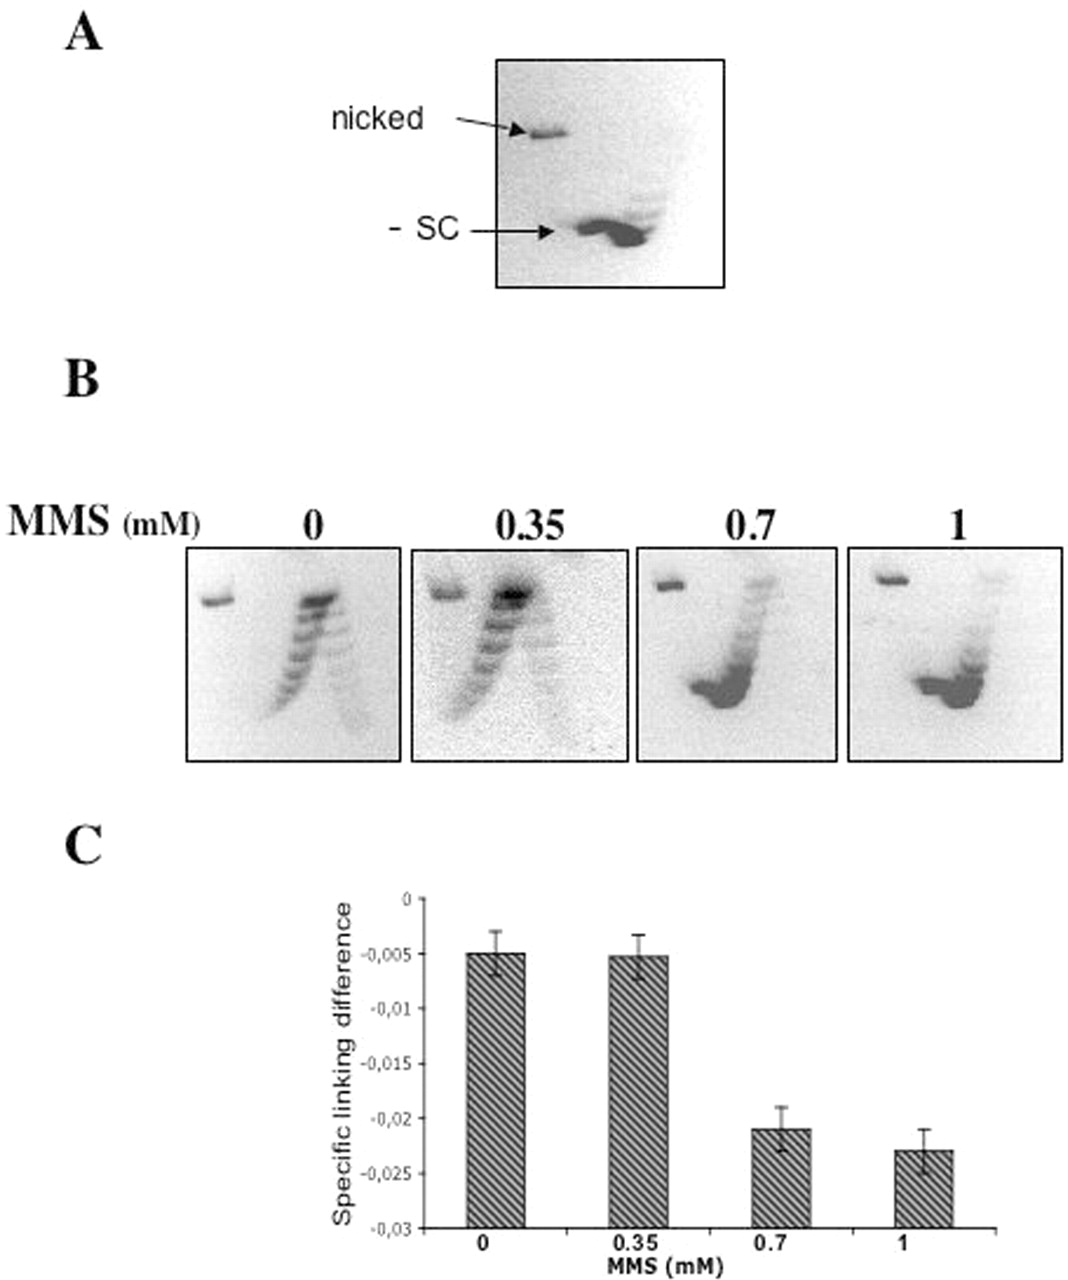 A
nicked
- SC
B
MMS (mM) 0 0.35 0.7 1
C
Specific linking difference
0
-0,005
-0,01
-0,015
-0,02
-0,025
-0,03
0 0.35 0.7 1
MMS (mM)